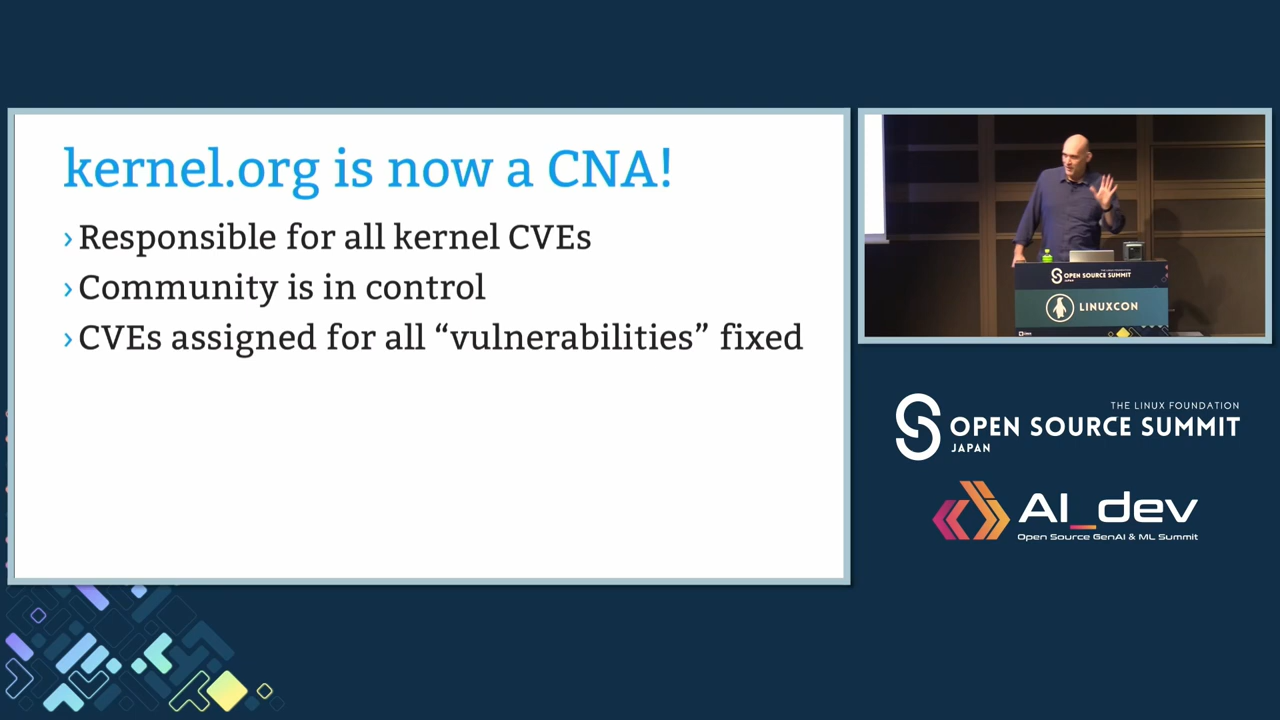 kernel.org is now a CNA!
› Responsible for all kernel CVEs
› Community is in control
› CVEs assigned for all “vulnerabilities” fixed
OPEN SOURCE SUMMIT
JAPAN
LINUXCON
THE LINUX FOUNDATION
OPEN SOURCE SUMMIT
JAPAN
AI_dev
Open Source GenAI & ML Summit